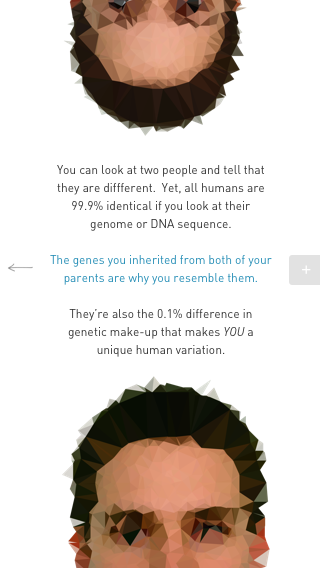 You can look at two people and tell that
they are diffferent.  Yet, all humans are
99.9% identical if you look at their
genome or DNA sequence.
The genes you inherited from both of your
parents are why you resemble them.
They're also the 0.1% difference in
genetic make-up that makes YOU a
unique human variation.